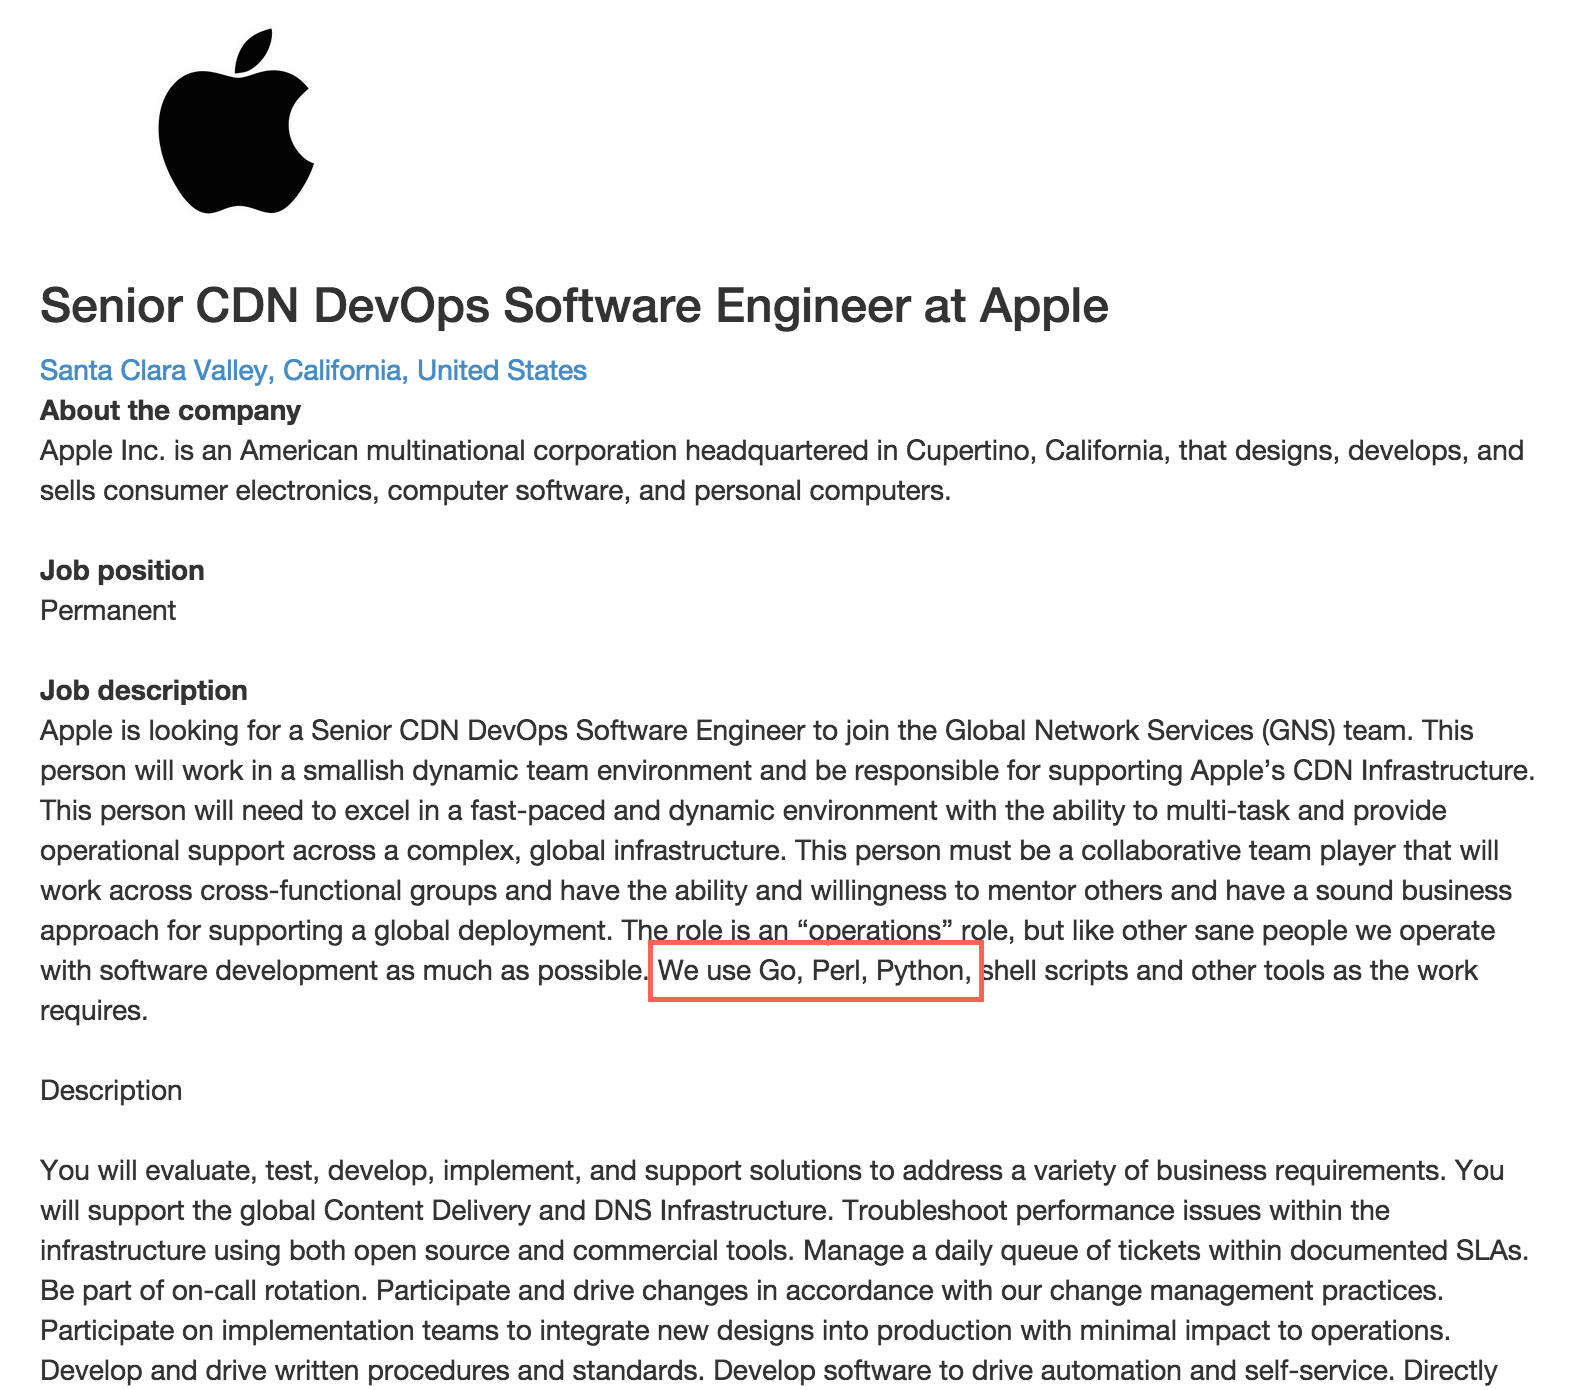 Senior CDN DevOps Software Engineer at Apple
Santa Clara Valley, California, United States
About the company
Apple Inc. is an American multinational corporation headquartered in Cupertino, California, that designs, develops, and
sells consumer electronics, computer software, and personal computers.
Job position
Permanent
Job description
Apple is looking for a Senior CDN DevOps Software Engineer to join the Global Network Services (GNS) team. This
person will work in a smallish dynamic team environment and be responsible for supporting Apple’s CDN Infrastructure.
This person will need to excel in a fast-paced and dynamic environment with the ability to multi-task and provide
operational support across a complex, global infrastructure. This person must be a collaborative team player that will
work across cross-functional groups and have the ability and willingness to mentor others and have a sound business
approach for supporting a global deployment. The role is an “operations” role, but like other sane people we operate
with software development as much as possible. We use Go, Perl, Python, shell scripts and other tools as the work
requires.
Description
You will evaluate, test, develop, implement, and support solutions to address a variety of business requirements. You
will support the global Content Delivery and DNS Infrastructure. Troubleshoot performance issues within the
infrastructure using both open source and commercial tools. Manage a daily queue of tickets within documented SLAs.
Be part of on-call rotation. Participate and drive changes in accordance with our change management practices.
Participate on implementation teams to integrate new designs into production with minimal impact to operations.
Develop and drive written procedures and standards. Develop software to drive automation and self-service. Directly